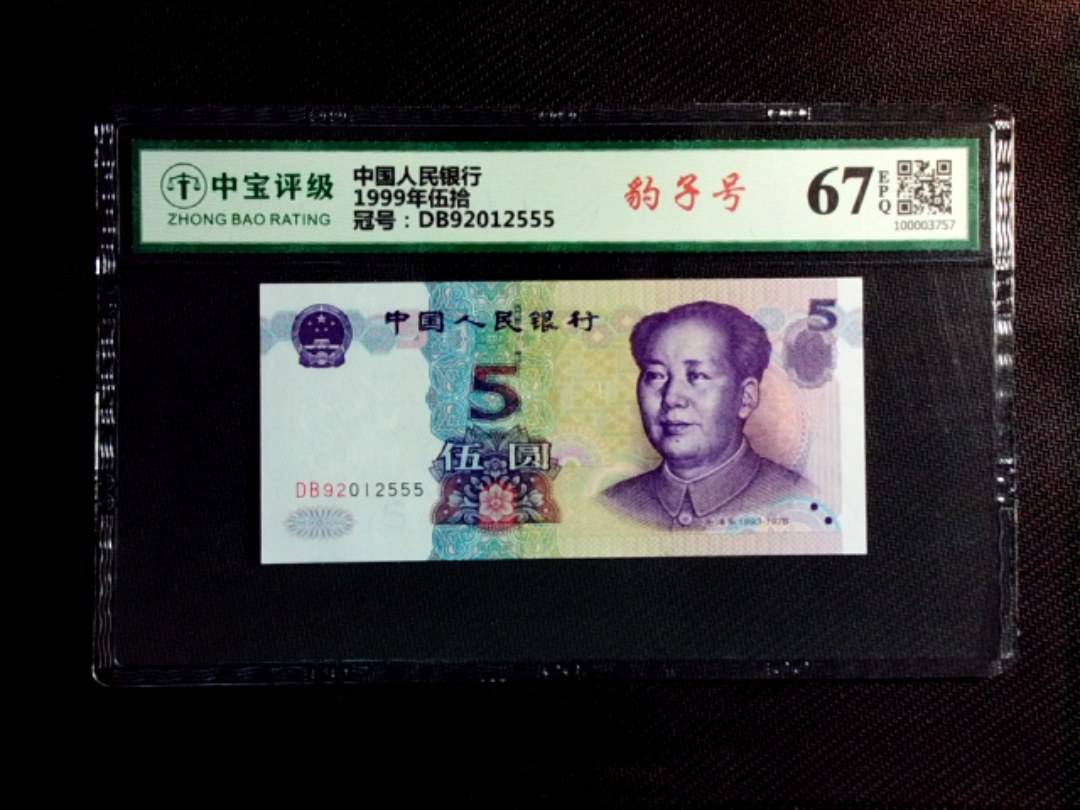 中宝评级
ZHONG BAO RATING
中国人民银行
1999年伍拾
冠号：DB92012555
豹子号
67
EPQ
100003757
中国人民银行
5
5
伍圆
DB92012555
1893-1976